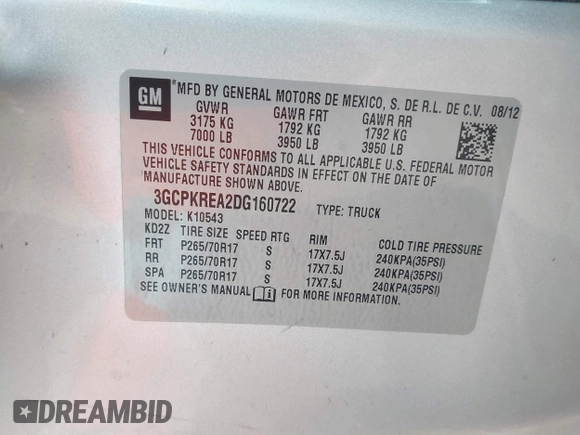 GM
*MFD BY GENERAL MOTORS DE MEXICO, S. DE R.L. DE C.V. 08/12
GVWR GAWR FRT GAWR RR
3175 KG 1792 KG 1792 KG
7000 LB 3950 LB 3950 LB
THIS VEHICLE CONFORMS TO ALL APPLICABLE U.S. FEDERAL MOTOR
VEHICLE SAFETY STANDARDS IN EFFECT ON THE DATE OF
MANUFACTURE SHOWN ABOVE.
3GCPKREA2DG160722 TYPE: TRUCK
MODEL: K10543
KD2Z TIRE SIZE SPEED RTG RIM COLD TIRE PRESSURE
FRT P265/70R17 S 17X7.5J 240KPA(35PSI)
RR P265/70R17 S 17X7.5J 240KPA(35PSI)
SPA P265/70R17 S 17X7.5J 240KPA(35PSI)
SEE OWNER'S MANUAL FOR MORE INFORMATION.
DREAMBID